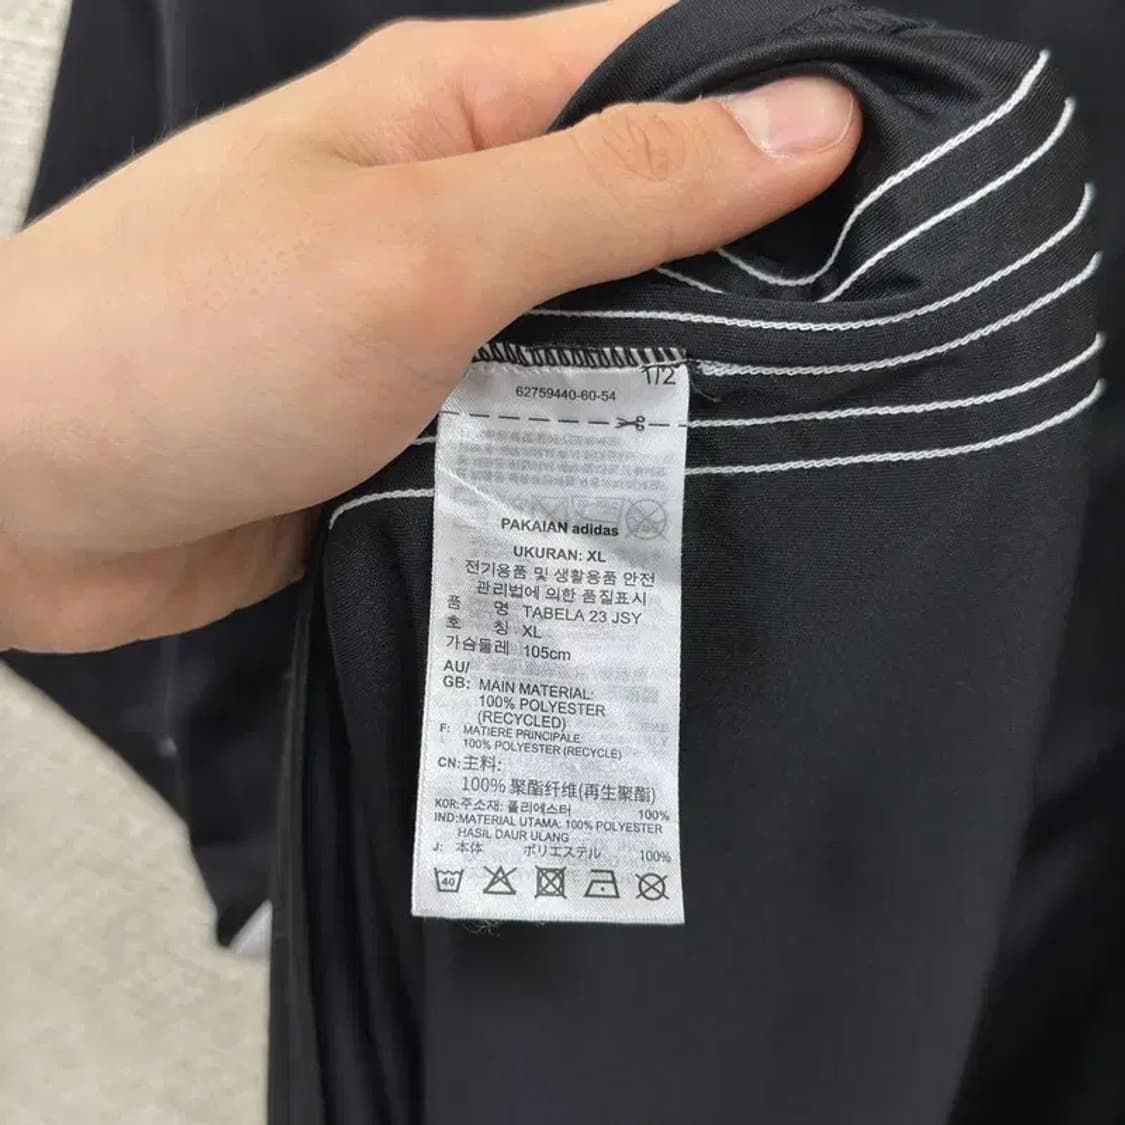 1/2
62759440-60-54
PAKAIAN adidas
UKURAN: XL
전기용품 및 생활용품 안전
관리법에 의한 품질표시
품 명 TABELA 23 JSY
호 칭 XL
가슴둘레 105cm
AU/
GB: MAIN MATERIAL:
100% POLYESTER
(RECYCLED)
F: MATIERE PRINCIPALE:
100% POLYESTER (RECYCLÉ)
CN: 主料:
100% 聚酯纤维(再生聚酯)
KOR: 주소재: 폴리에스터 100%
IND: MATERIAL UTAMA: 100% POLYESTER
HASIL DAUR ULANG
J: 本体 ポリエステル 100%
40